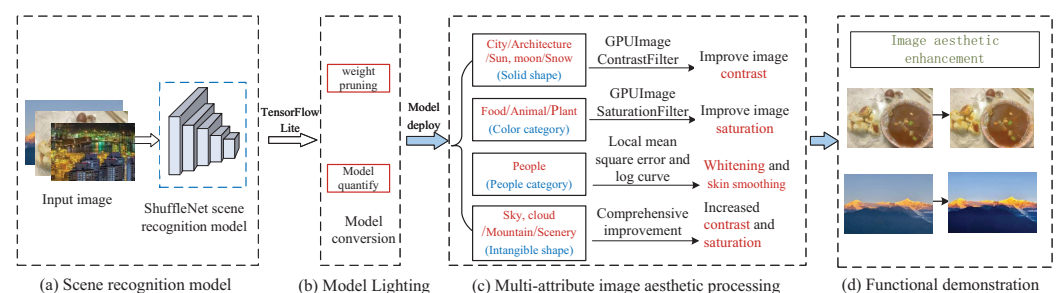 Input image
ShuffleNet scene
recognition model
(a) Scene recognition model
TensorFlow
Lite
weight
pruning
Model
quantify
Model
conversion
(b) Model Lighting
Model
deploy
City/Architecture
/Sun, moon/Snow
(Solid shape)
GPUImage
ContrastFilter
Improve image
contrast
Food/Animal/Plant
(Color category)
GPUImage
SaturationFilter
Improve image
saturation
People
(People category)
Local mean
square error and
log curve
Whitening and
skin smoothing
Sky, cloud
/Mountain/Scenery
(Intangible shape)
Comprehensive
improvement
Increased
contrast and
saturation
(c) Multi-attribute image aesthetic processing
Image aesthetic
enhancement
(d) Functional demonstration